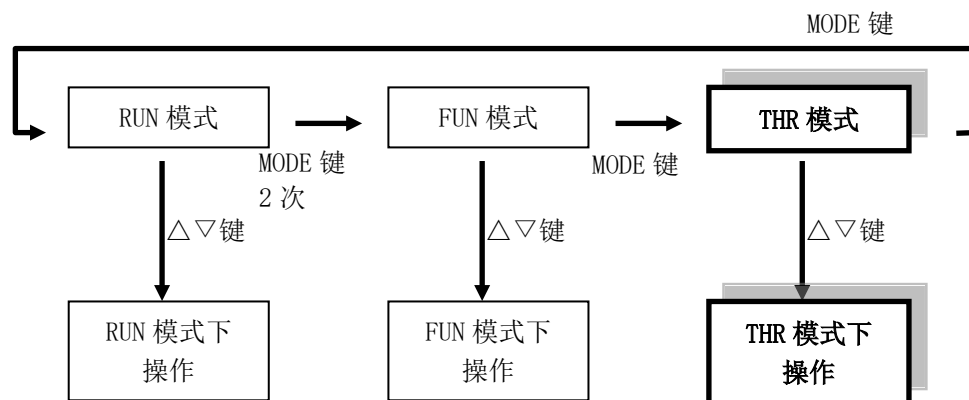 MODE 键
RUN 模式
FUN 模式
THR 模式
MODE 键
2 次
MODE 键
△▽键
△▽键
△▽键
RUN 模式下
操作
FUN 模式下
操作
THR 模式下
操作